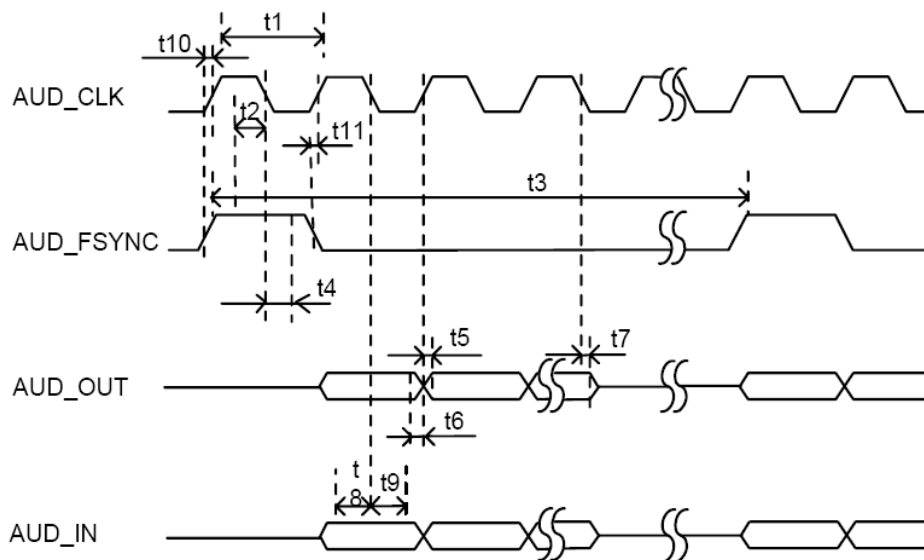 t1
t10
AUD_CLK
t2
t11
t3
AUD_FSYNC
t4
t5
t7
AUD_OUT
t6
t
8
t9
AUD_IN